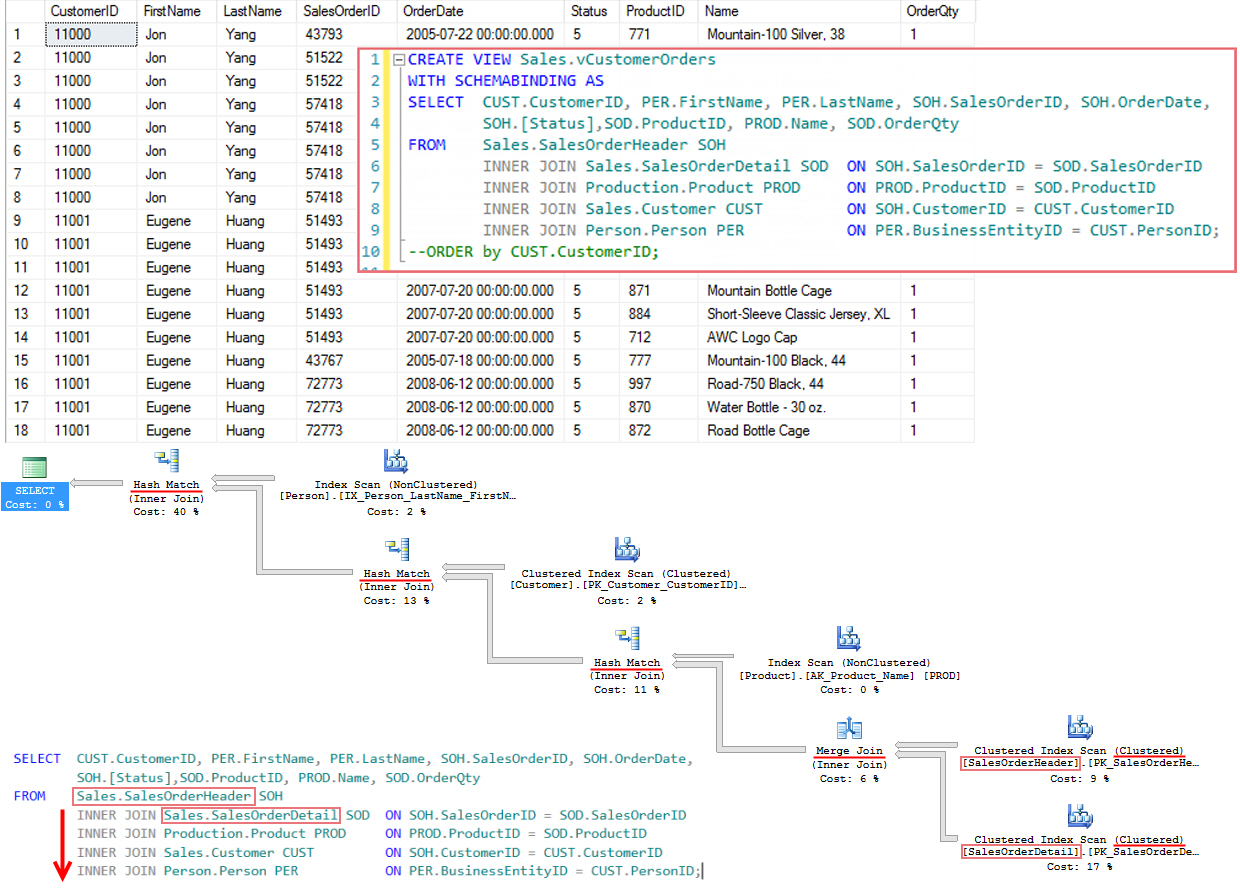 CustomerID FirstName LastName SalesOrderID OrderDate Status ProductID Name OrderQty
1 11000 Jon Yang 43793 2005-07-22 00:00:00.000 5 771 Mountain-100 Silver, 38 1
2 11000 Jon Yang 51522
3 11000 Jon Yang 51522
4 11000 Jon Yang 57418
5 11000 Jon Yang 57418
6 11000 Jon Yang 57418
7 11000 Jon Yang 57418
8 11000 Jon Yang 57418
9 11001 Eugene Huang 51493
10 11001 Eugene Huang 51493
11 11001 Eugene Huang 51493
12 11001 Eugene Huang 51493 2007-07-20 00:00:00.000 5 871 Mountain Bottle Cage 1
13 11001 Eugene Huang 51493 2007-07-20 00:00:00.000 5 884 Short-Sleeve Classic Jersey, XL 1
14 11001 Eugene Huang 51493 2007-07-20 00:00:00.000 5 712 AWC Logo Cap 1
15 11001 Eugene Huang 43767 2005-07-18 00:00:00.000 5 777 Mountain-100 Black, 44 1
16 11001 Eugene Huang 72773 2008-06-12 00:00:00.000 5 997 Road-750 Black, 44 1
17 11001 Eugene Huang 72773 2008-06-12 00:00:00.000 5 870 Water Bottle - 30 oz. 1
18 11001 Eugene Huang 72773 2008-06-12 00:00:00.000 5 872 Road Bottle Cage 1
1 CREATE VIEW Sales.vCustomerOrders
2 WITH SCHEMABINDING AS
3 SELECT CUST.CustomerID, PER.FirstName, PER.LastName, SOH.SalesOrderID, SOH.OrderDate,
4 SOH.[Status],SOD.ProductID, PROD.Name, SOD.OrderQty
5 FROM Sales.SalesOrderHeader SOH
6 INNER JOIN Sales.SalesOrderDetail SOD ON SOH.SalesOrderID = SOD.SalesOrderID
7 INNER JOIN Production.Product PROD ON PROD.ProductID = SOD.ProductID
8 INNER JOIN Sales.Customer CUST ON SOH.CustomerID = CUST.CustomerID
9 INNER JOIN Person.Person PER ON PER.BusinessEntityID = CUST.PersonID;
10 --ORDER by CUST.CustomerID;
SELECT
Cost: 0 %
Hash Match
(Inner Join)
Cost: 40 %
Index Scan (NonClustered)
[Person].[IX_Person_LastName_FirstN…
Cost: 2 %
Hash Match
(Inner Join)
Cost: 13 %
Clustered Index Scan (Clustered)
[Customer].[PK_Customer_CustomerID]…
Cost: 2 %
Hash Match
(Inner Join)
Cost: 11 %
Index Scan (NonClustered)
[Product].[AK_Product_Name] [PROD]
Cost: 0 %
Merge Join
(Inner Join)
Cost: 6 %
Clustered Index Scan (Clustered)
[SalesOrderHeader].[PK_SalesOrderHe…
Cost: 9 %
Clustered Index Scan (Clustered)
[SalesOrderDetail].[PK_SalesOrderDe…
Cost: 17 %
SELECT CUST.CustomerID, PER.FirstName, PER.LastName, SOH.SalesOrderID, SOH.OrderDate,
SOH.[Status],SOD.ProductID, PROD.Name, SOD.OrderQty
FROM Sales.SalesOrderHeader SOH
INNER JOIN Sales.SalesOrderDetail SOD ON SOH.SalesOrderID = SOD.SalesOrderID
INNER JOIN Production.Product PROD ON PROD.ProductID = SOD.ProductID
INNER JOIN Sales.Customer CUST ON SOH.CustomerID = CUST.CustomerID
INNER JOIN Person.Person PER ON PER.BusinessEntityID = CUST.PersonID;